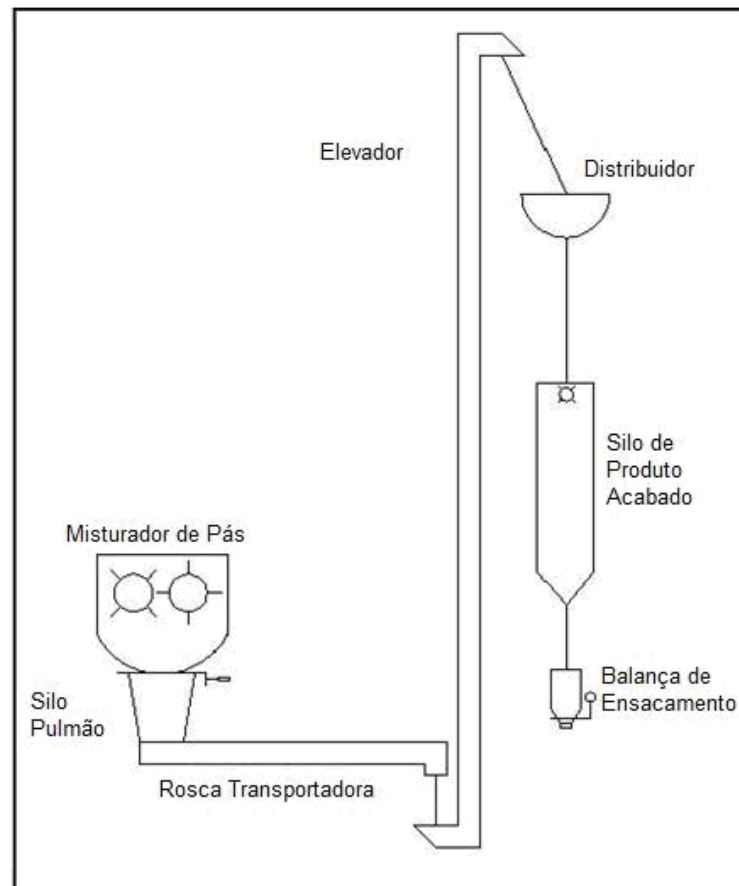 Elevador
Distribuidor
Silo de
Produto
Acabado
Misturador de Pás
Silo
Pulmão
Balança de
Ensacamento
Rosca Transportadora